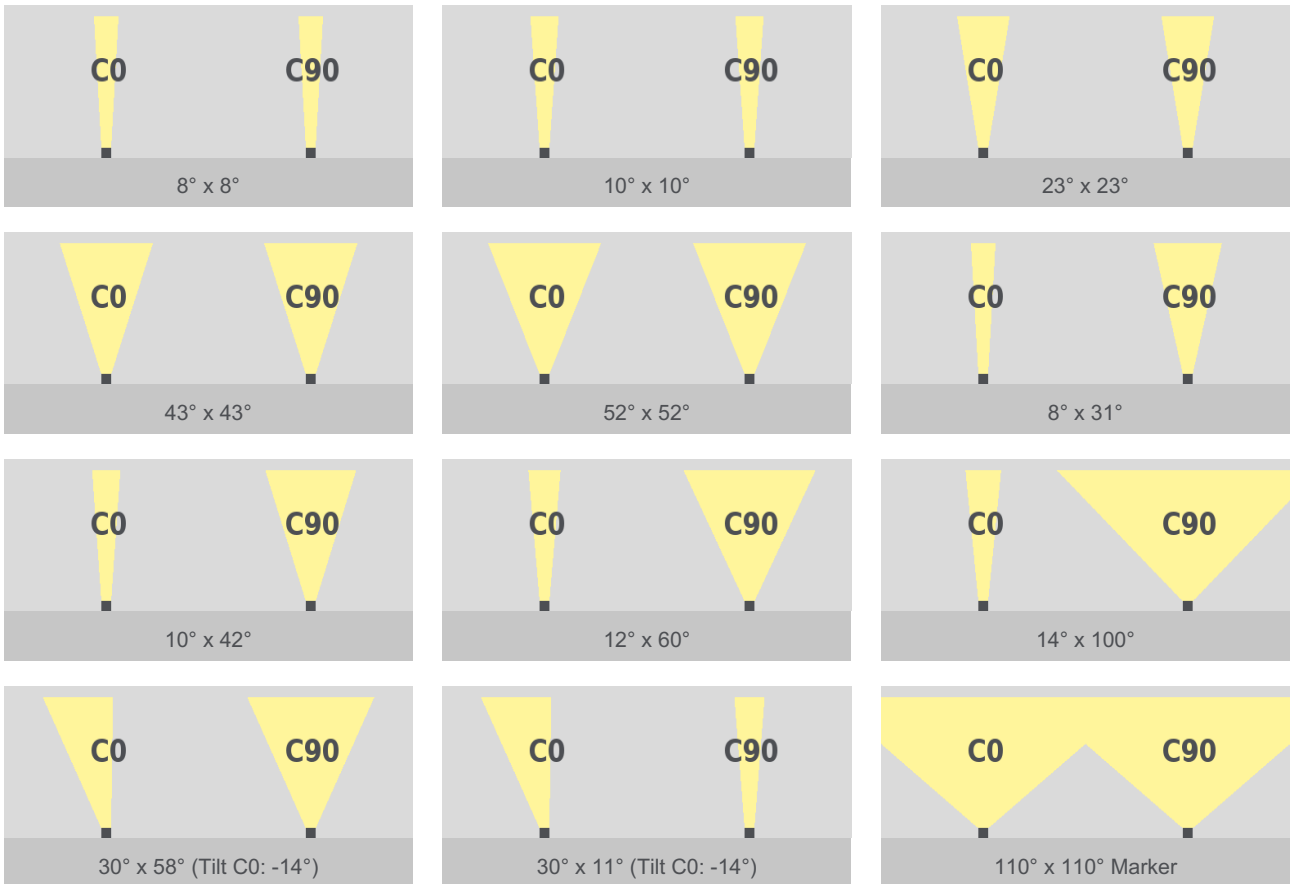 C0 C90 C0 C90 C0 C90
8° x 8° 10° x 10° 23° x 23°
C0 C90 C0 C90 C0 C90
43° x 43° 52° x 52° 8° x 31°
C0 C90 C0 C90 C0 C90
10° x 42° 12° x 60° 14° x 100°
C0 C90 C0 C90 C0 C90
30° x 58° (Tilt C0: -14°) 30° x 11° (Tilt C0: -14°) 110° x 110° Marker